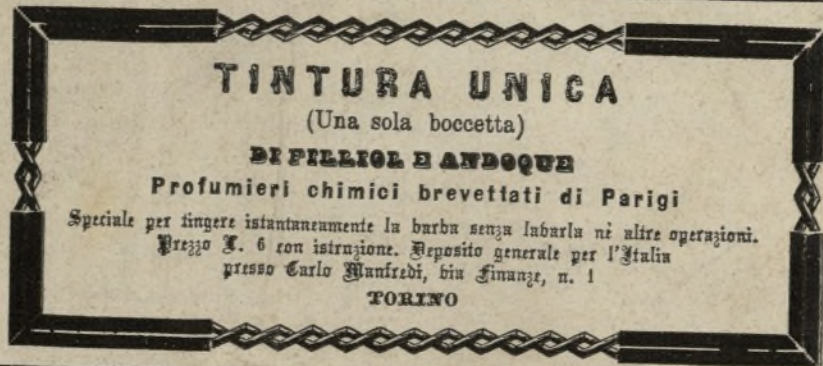 TINTURA UNICA
(Una sola boccetta)
DI FILLIOL E ANDOQUE
Profumieri chimici brevettati di Parigi
Speciale per tingere istantaneamente la barba senza lavarla nè altre operazioni.
Prezzo L. 6 con istruzione. Deposito generale per l'Italia
presso Carlo Manfredi, via Finanze, n. 1
TORINO